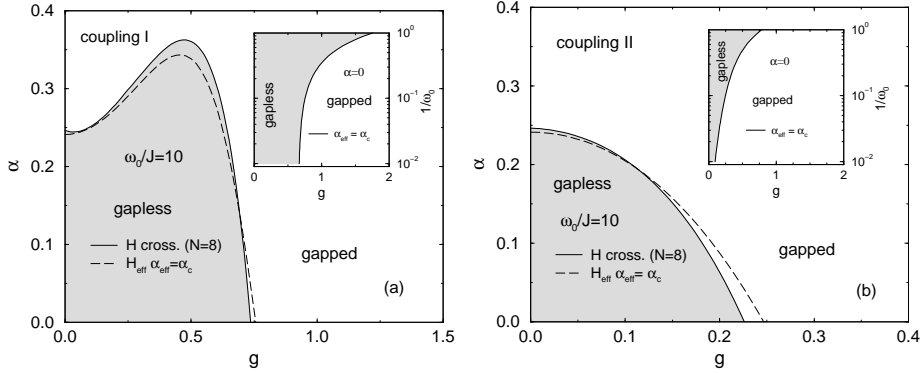 coupling I
0.4
0.3
0.2
0.1
0.0
α
ω₀/J=10
gapless
H cross. (N=8)
H_eff α_eff=α_c
gapped
(a)
0.0 0.5 1.0 1.5
g
gapless
α=0
gapped
α_eff = α_c
10⁰
10⁻¹
10⁻²
1/ω₀
0 1 2
g
coupling II
0.4
0.3
0.2
0.1
0.0
α
gapless
ω₀/J=10
H cross. (N=8)
H_eff α_eff= α_c
gapped
(b)
0.0 0.1 0.2 0.3 0.4
g
gapless
α=0
gapped
α_eff = α_c
10⁰
10⁻¹
10⁻²
1/ω₀
0 1 2
g